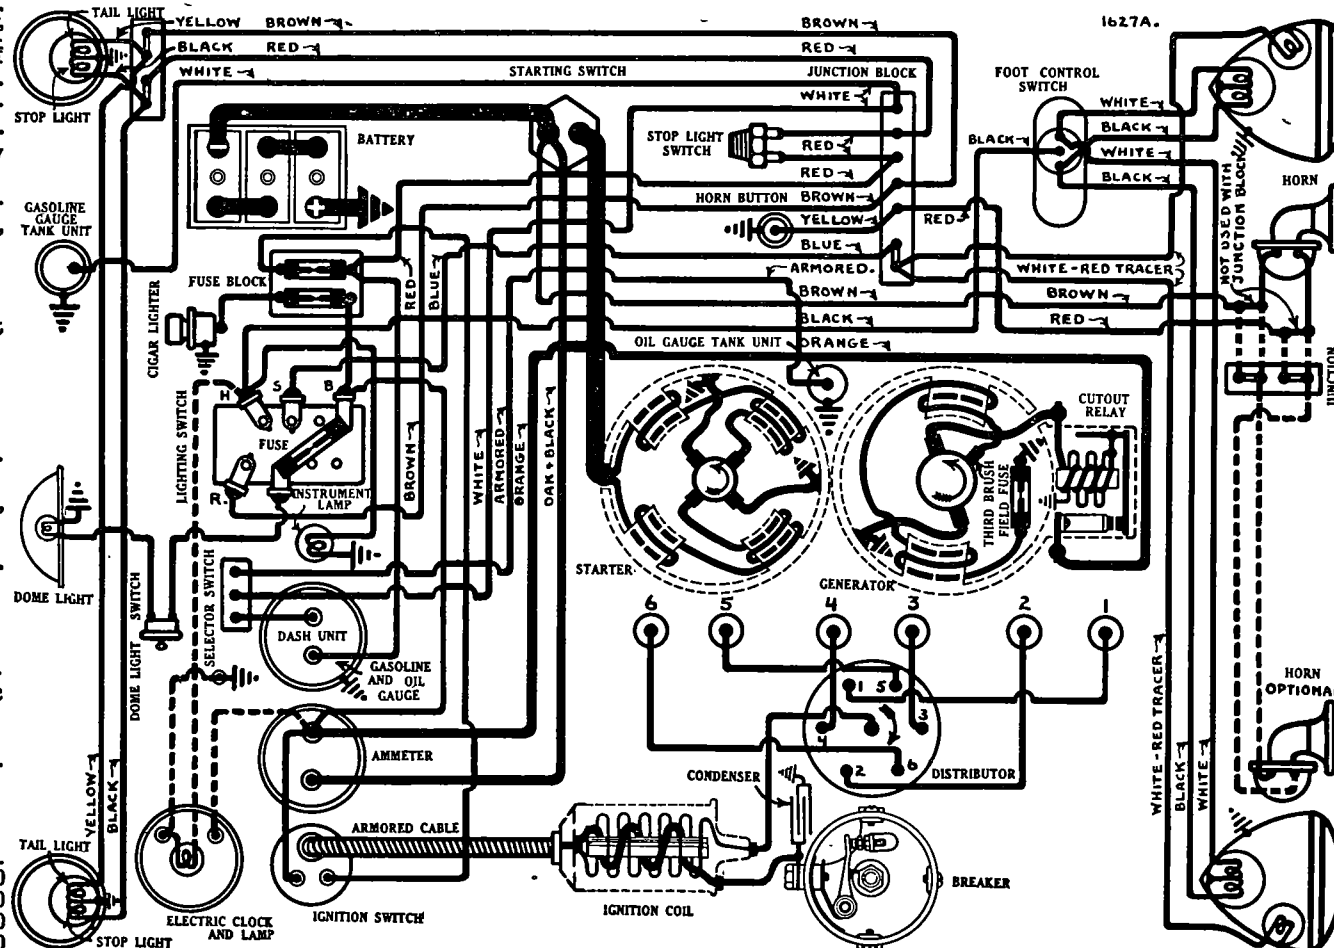 TAIL LIGHT
YELLOW BROWN
BROWN
1627A.
BLACK RED
RED
WHITE
STARTING SWITCH
JUNCTION BLOCK
FOOT CONTROL
SWITCH
STOP LIGHT
WHITE
WHITE
BATTERY
STOP LIGHT
SWITCH
BLACK
BLACK
RED
WHITE
RED
BLACK
NOT USED WITH
JUNCTION BLOCK
HORN
GASOLINE
GAUGE
TANK UNIT
HORN BUTTON BROWN
YELLOW
RED
BLUE
ARMORED.
WHITE-RED TRACER
FUSE BLOCK
RED
BLUE
BROWN
BROWN
CIGAR LIGHTER
BLACK
RED
OIL GAUGE TANK UNIT
ORANGE
H
S
B
JUNCTION
CUTOUT
RELAY
LIGHTING SWITCH
FUSE
R.
INSTRUMENT
LAMP
BROWN
WHITE
ARMORED
ORANGE
OAK & BLACK
THIRD BRUSH
FIELD FUSE
STARTER
GENERATOR
DOME LIGHT
SWITCH
DOME LIGHT
SELECTOR SWITCH
DASH UNIT
GASOLINE
AND OIL
GAUGE
6 5 4 3 2 1
1 5
3
4
2 6
HORN
OPTIONAL
AMMETER
CONDENSER
DISTRIBUTOR
WHITE-RED TRACER
BLACK
WHITE
YELLOW
BLACK
ARMORED CABLE
TAIL LIGHT
BREAKER
IGNITION COIL
IGNITION SWITCH
ELECTRIC CLOCK
AND LAMP
STOP LIGHT